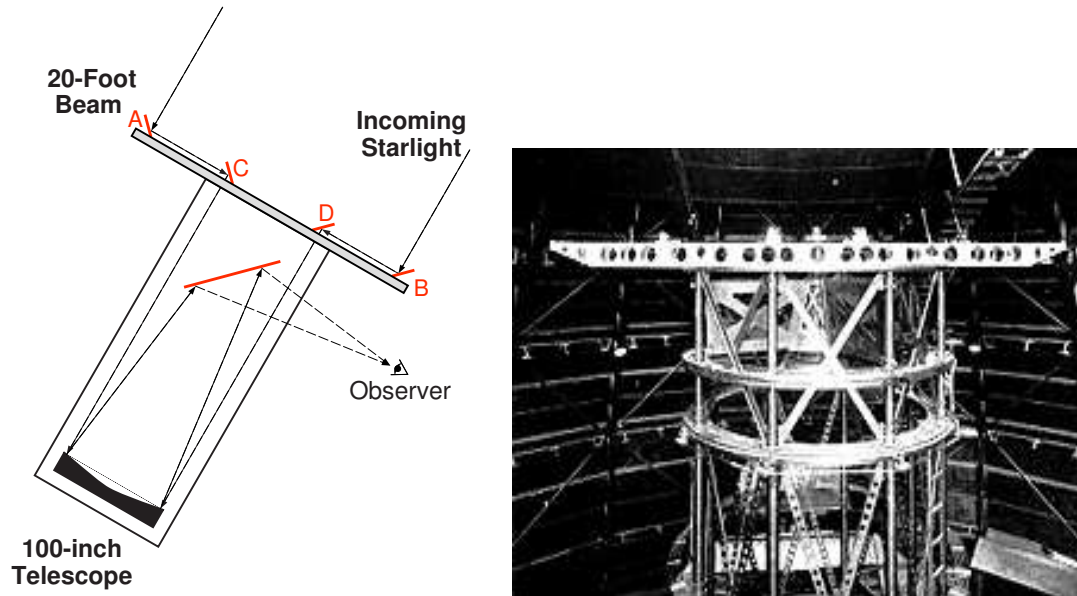 20-Foot
Beam
A
Incoming
Starlight
C
D
B
Observer
100-inch
Telescope